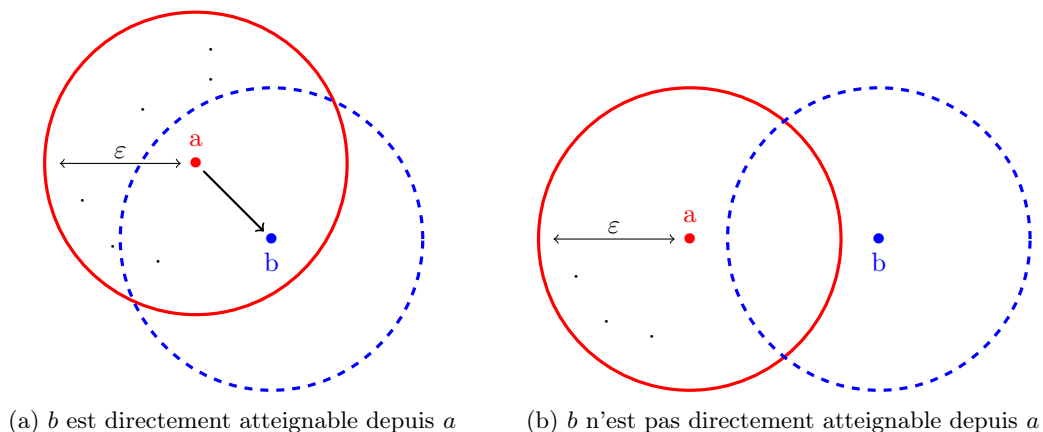 a
ε
b
(a) b est directement atteignable depuis a
a
ε
b
(b) b n'est pas directement atteignable depuis a